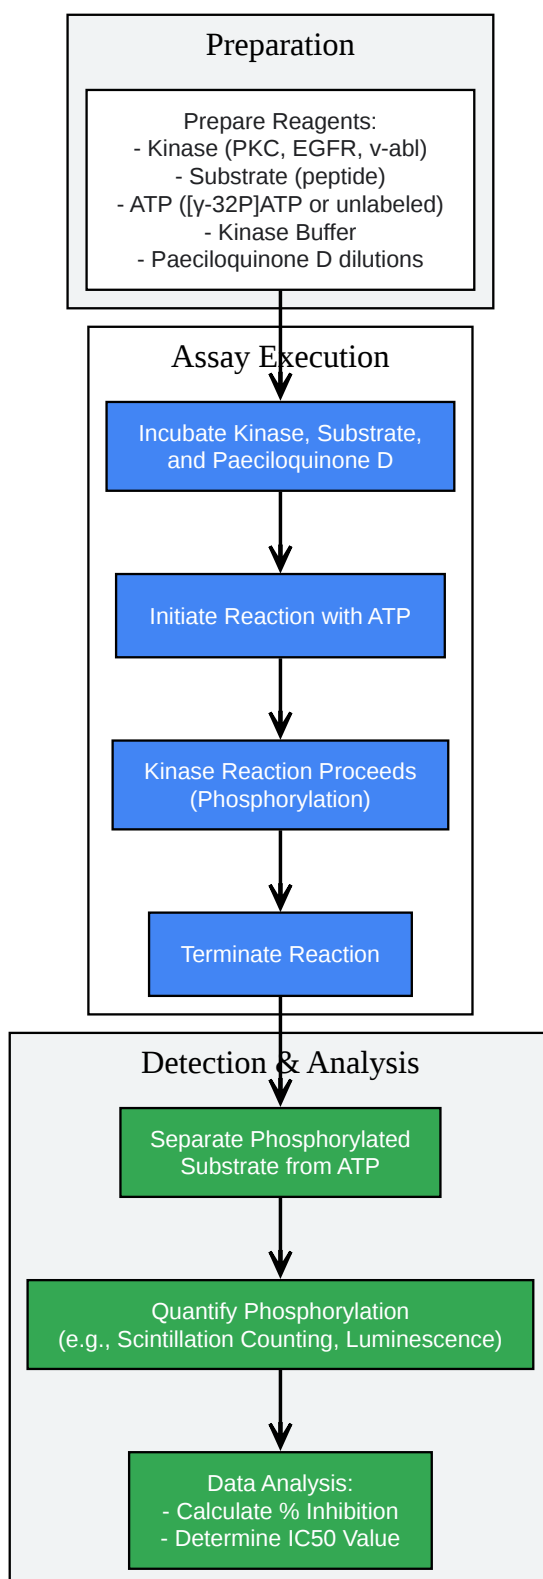 Preparation
Prepare Reagents:
- Kinase (PKC, EGFR, v-abl)
- Substrate (peptide)
- ATP ([γ-32P]ATP or unlabeled)
- Kinase Buffer
- Paeciloquinone D dilutions
Assay Execution
Incubate Kinase, Substrate,
and Paeciloquinone D
Initiate Reaction with ATP
Kinase Reaction Proceeds
(Phosphorylation)
Terminate Reaction
Detection & Analysis
Separate Phosphorylated
Substrate from ATP
Quantify Phosphorylation
(e.g., Scintillation Counting, Luminescence)
Data Analysis:
- Calculate % Inhibition
- Determine IC50 Value